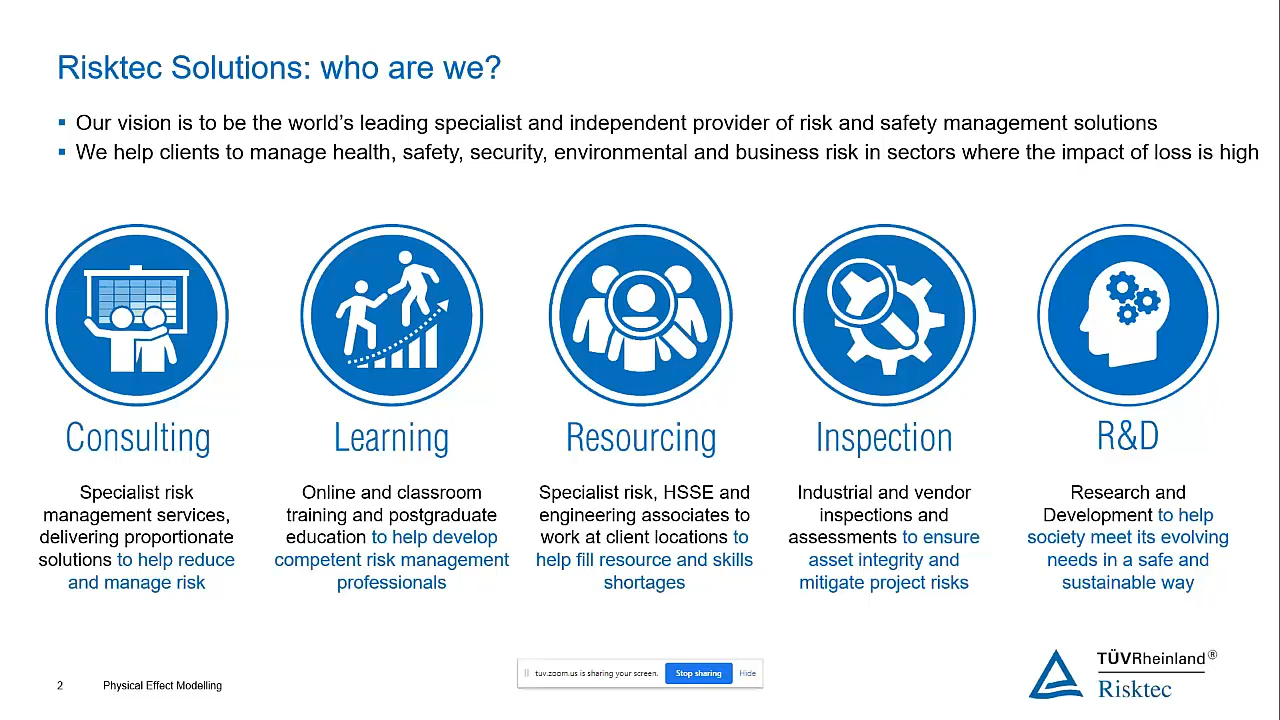 Risktec Solutions: who are we?
▪ Our vision is to be the world's leading specialist and independent provider of risk and safety management solutions
▪ We help clients to manage health, safety, security, environmental and business risk in sectors where the impact of loss is high
Consulting
Specialist risk
management services,
delivering proportionate
solutions to help reduce
and manage risk
Learning
Online and classroom
training and postgraduate
education to help develop
competent risk management
professionals
Resourcing
Specialist risk, HSSE and
engineering associates to
work at client locations to
help fill resource and skills
shortages
Inspection
Industrial and vendor
inspections and
assessments to ensure
asset integrity and
mitigate project risks
R&D
Research and
Development to help
society meet its evolving
needs in a safe and
sustainable way
2 Physical Effect Modelling
tuv.zoom.us is sharing your screen. Stop sharing Hide
TÜVRheinland®
Risktec